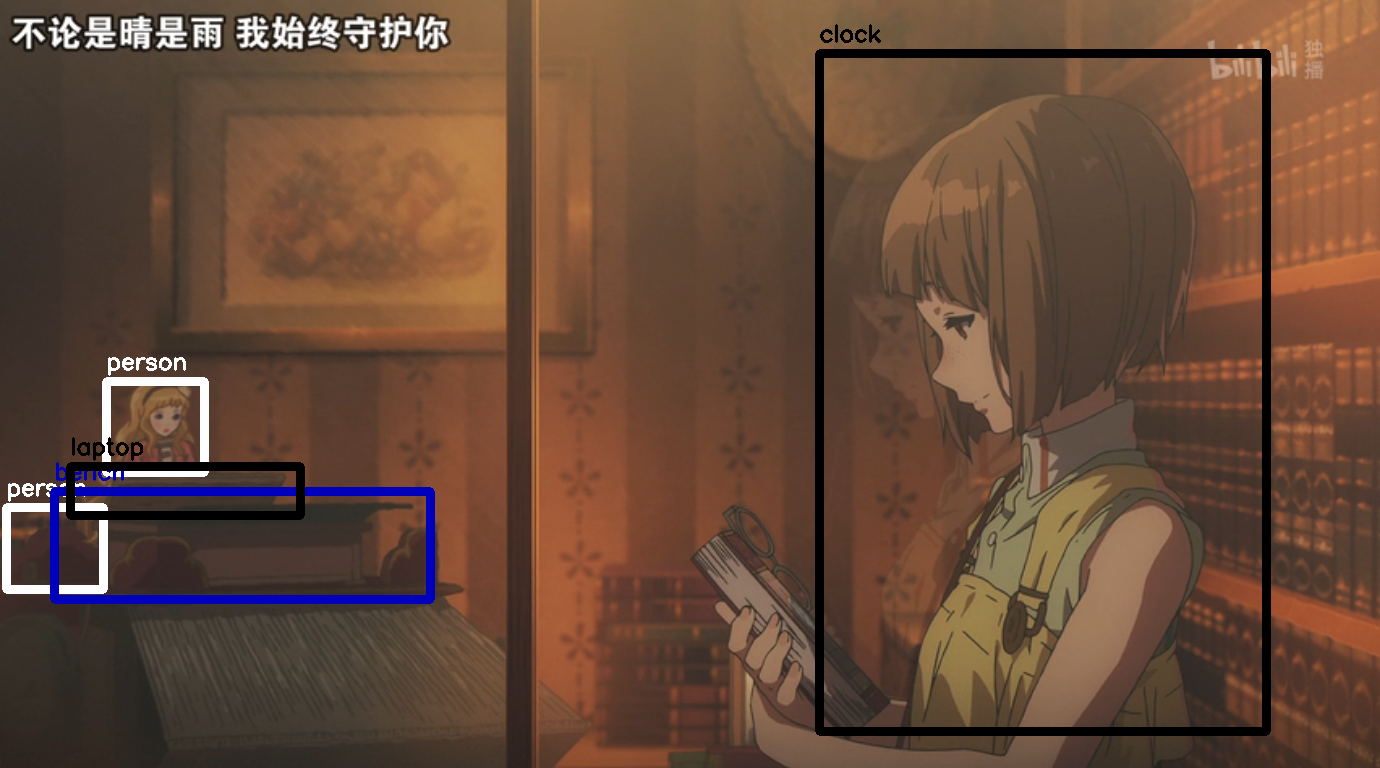 不论是晴是雨 我始终守护你
clock
bilibili 独播
person
laptop
bench
person